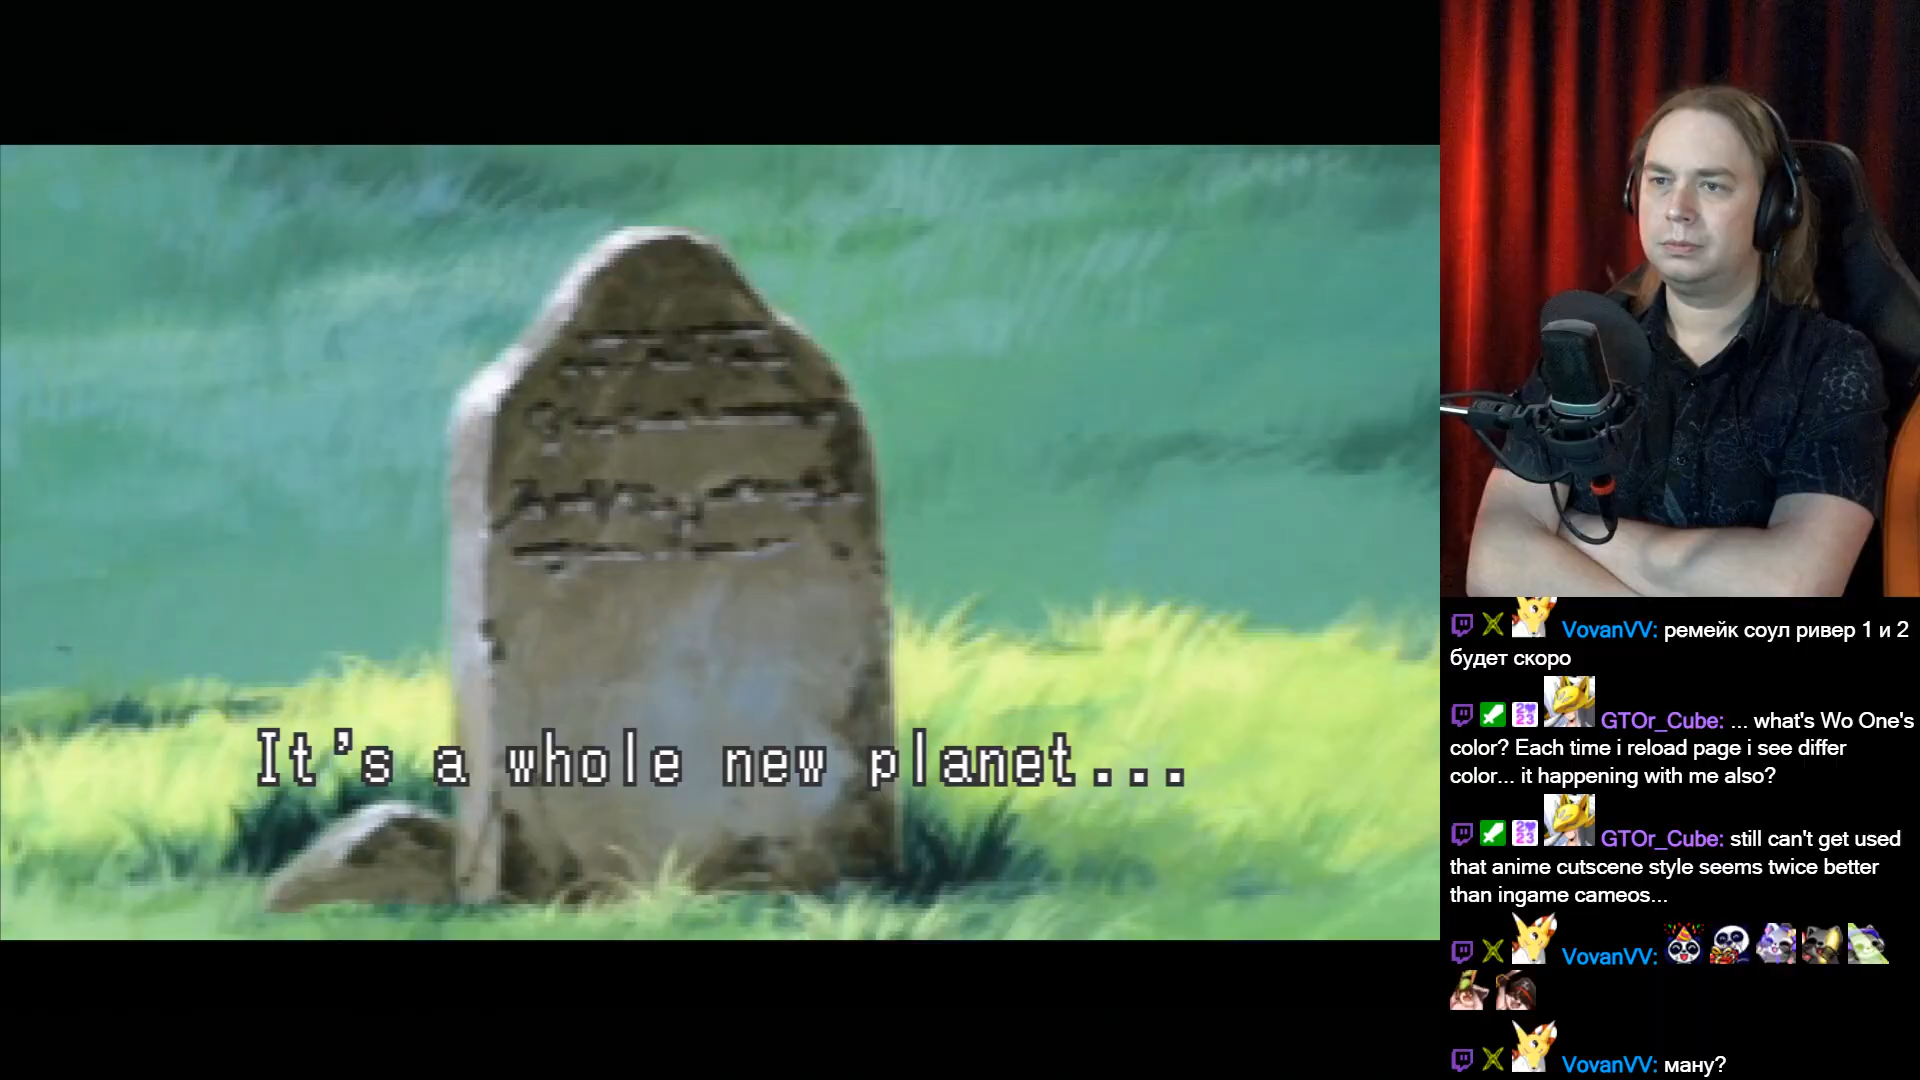 It's a whole new planet...
VovanVV: ремейк соул ривер 1 и 2
будет скоро
GTOr_Cube: ... what's Wo One's
color? Each time i reload page i see differ
color... it happening with me also?
GTOr_Cube: still can't get used
that anime cutscene style seems twice better
than ingame cameos...
VovanVV:
VovanVV: ману?